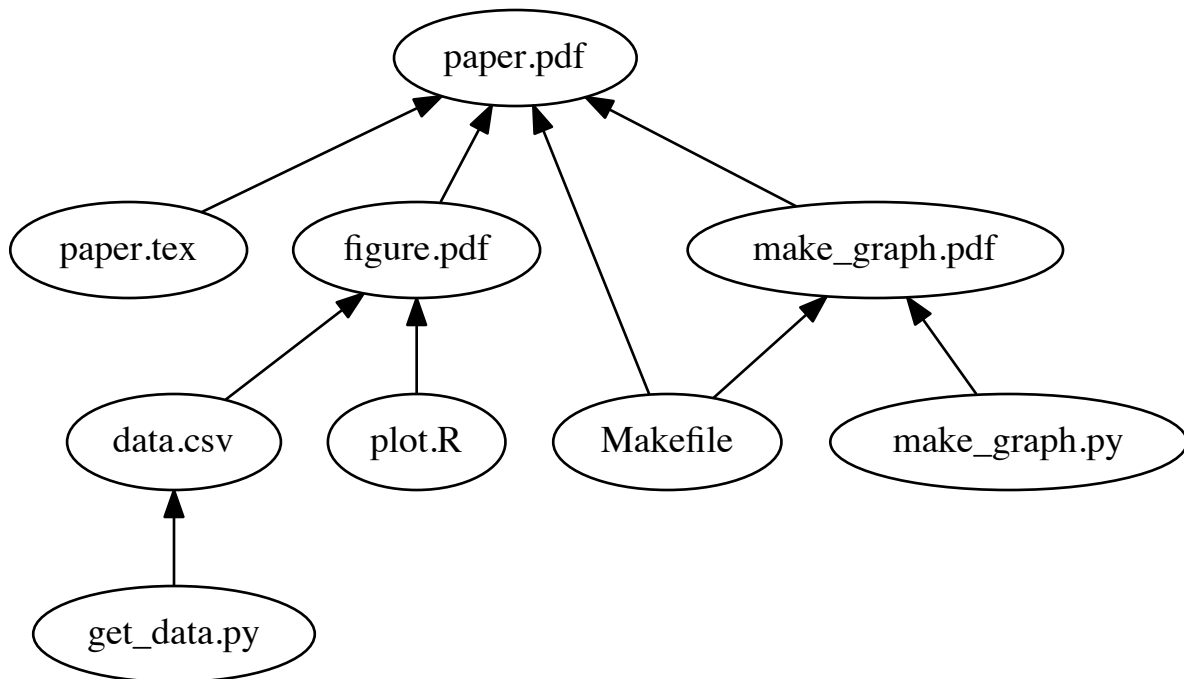 paper.pdf
paper.tex
figure.pdf
make_graph.pdf
data.csv
plot.R
Makefile
make_graph.py
get_data.py